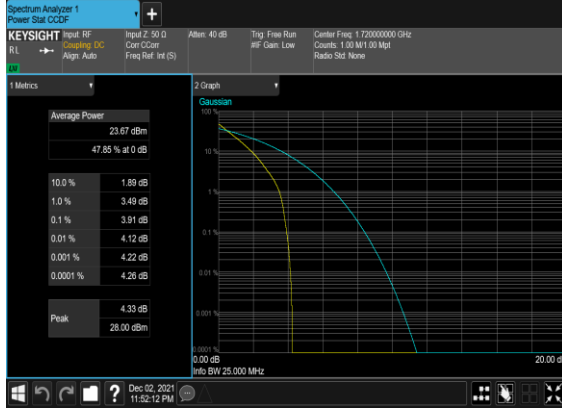 Spectrum Analyzer 1
Power Stat CCDF
+
KEYSIGHT Input: RF Input Z: 50 Ω Atten: 40 dB Trig: Free Run Center Freq: 1.720000000 GHz
RL Coupling: DC Corr CCorr #IF Gain: Low Counts: 1.00 M/1.00 Mpt
Align: Auto Freq Ref: Int (S) Radio Std: None
1 Metrics
2 Graph
Gaussian
Average Power
23.67 dBm
47.85 % at 0 dB
10.0 % 1.89 dB
1.0 % 3.49 dB
0.1 % 3.91 dB
0.01 % 4.12 dB
0.001 % 4.22 dB
0.0001 % 4.26 dB
Peak 4.33 dB
28.00 dBm
100 %
10 %
1 %
0.1 %
0.01 %
0.001 %
0.0001 %
0.00 dB 20.00 d
Info BW 25.000 MHz
? Dec 02, 2021
11:52:12 PM